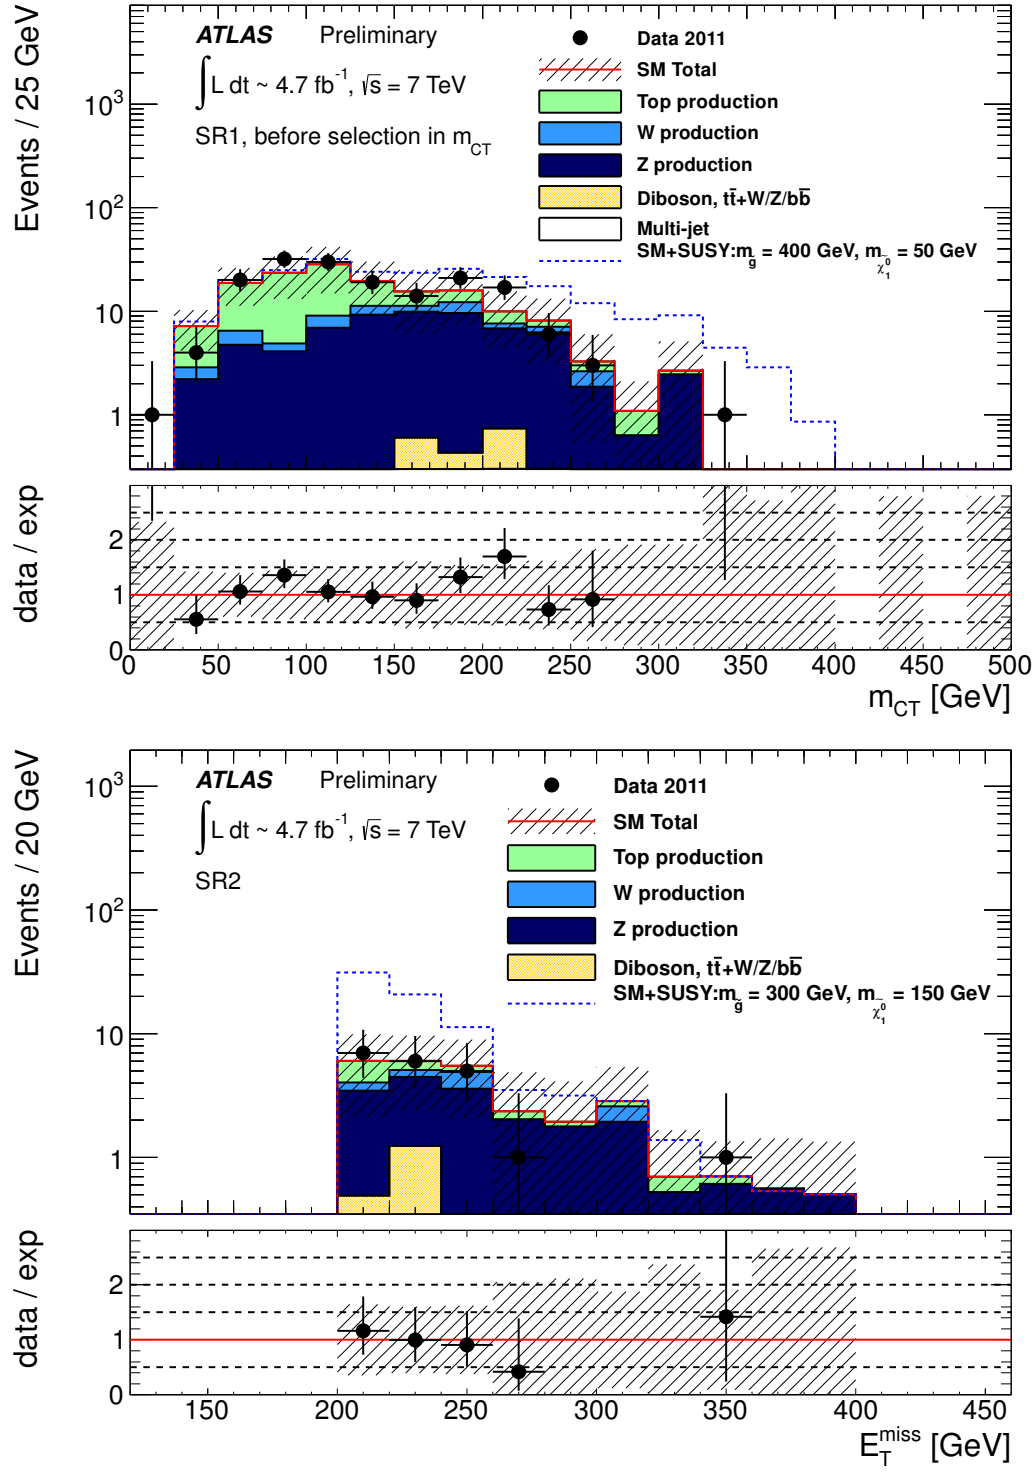 Events / 25 GeV
10³
10²
10
1
ATLAS Preliminary
∫ L dt ~ 4.7 fb⁻¹, √s = 7 TeV
SR1, before selection in m_CT
Data 2011
SM Total
Top production
W production
Z production
Diboson, tt̄+W/Z/bb̄
Multi-jet
SM+SUSY:m_g̃ = 400 GeV, m_χ̃₁⁰ = 50 GeV
data / exp
2
1
0
0 50 100 150 200 250 300 350 400 450 500
m_CT [GeV]
Events / 20 GeV
10³
10²
10
1
ATLAS Preliminary
∫ L dt ~ 4.7 fb⁻¹, √s = 7 TeV
SR2
Data 2011
SM Total
Top production
W production
Z production
Diboson, tt̄+W/Z/bb̄
SM+SUSY:m_g̃ = 300 GeV, m_χ̃₁⁰ = 150 GeV
data / exp
2
1
0
150 200 250 300 350 400 450
E_T^miss [GeV]